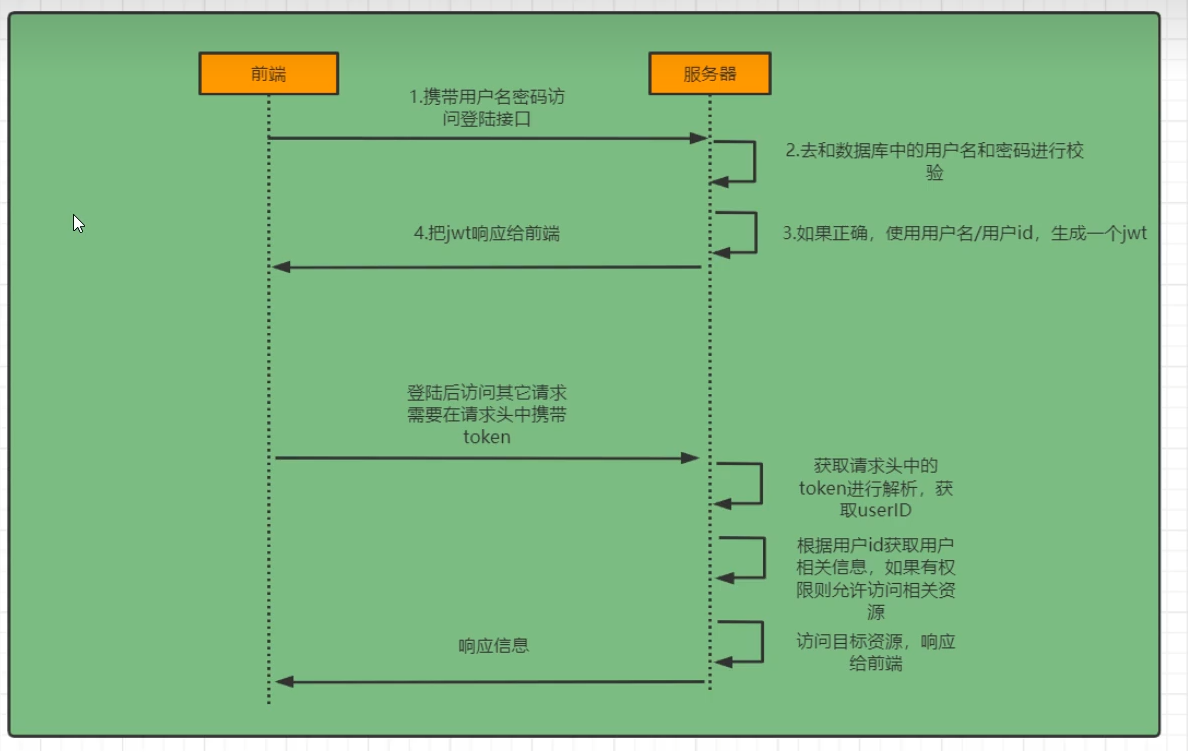 前端
服务器
1.携带用户名密码访
问登陆接口
2.去和数据库中的用户名和密码进行校
验
3.如果正确，使用用户名/用户id，生成一个jwt
4.把jwt响应给前端
登陆后访问其它请求
需要在请求头中携带
token
获取请求头中的
token进行解析，获
取userID
根据用户id获取用户
相关信息，如果有权
限则允许访问相关资
源
访问目标资源，响应
给前端
响应信息